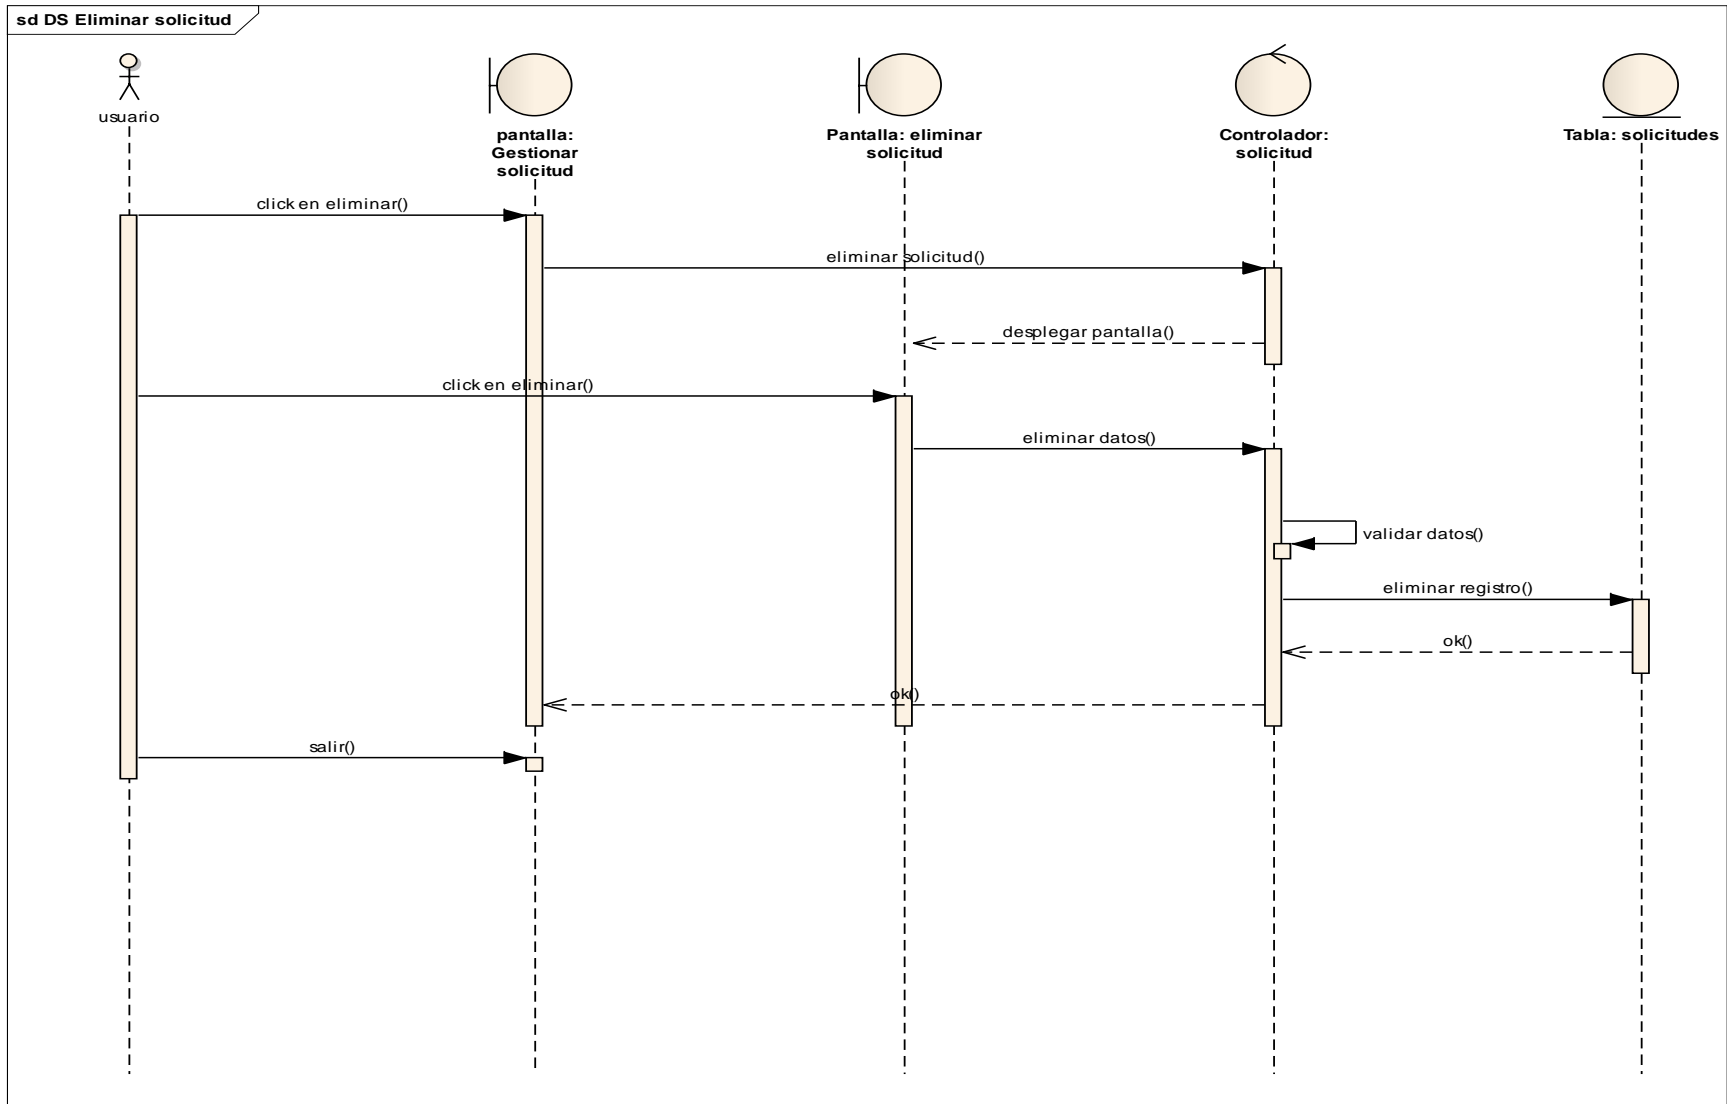 sd DS Eliminar solicitud
usuario
pantalla:
Gestionar
solicitud
Pantalla: eliminar
solicitud
Controlador:
solicitud
Tabla: solicitudes
click en eliminar()
eliminar solicitud()
desplegar pantalla()
click en eliminar()
eliminar datos()
validar datos()
eliminar registro()
ok()
ok()
salir()